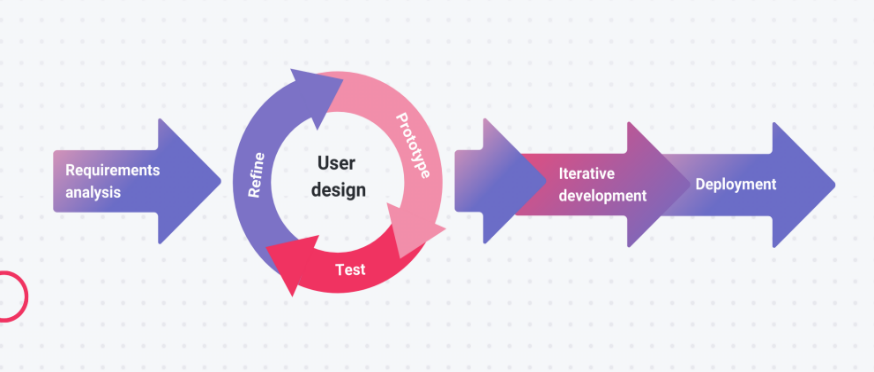 Requirements
analysis
Refine
User
design
Prototype
Test
Iterative
development
Deployment